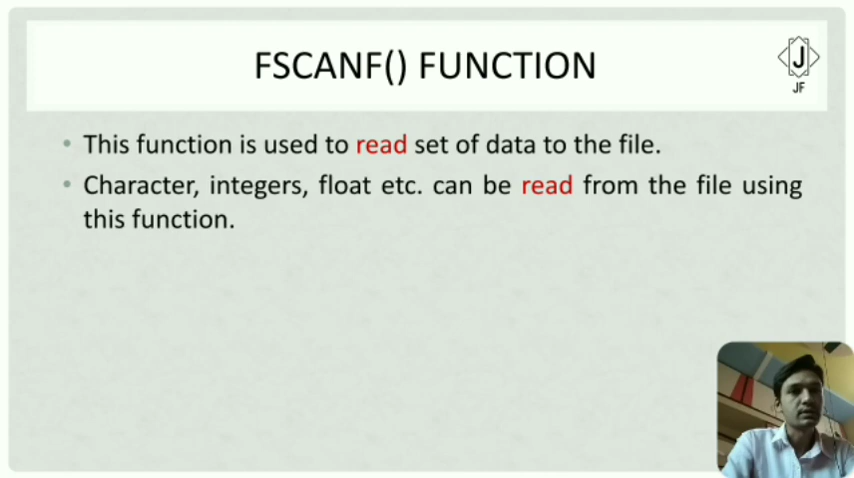 FSCANF() FUNCTION
J
JF
• This function is used to read set of data to the file.
• Character, integers, float etc. can be read from the file using
this function.